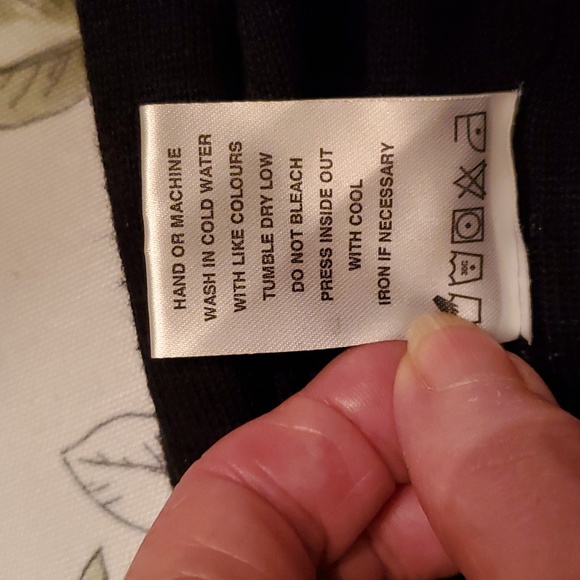 HAND OR MACHINE
WASH IN COLD WATER
WITH LIKE COLOURS
TUMBLE DRY LOW
DO NOT BLEACH
PRESS INSIDE OUT
WITH COOL
IRON IF NECESSARY
30C